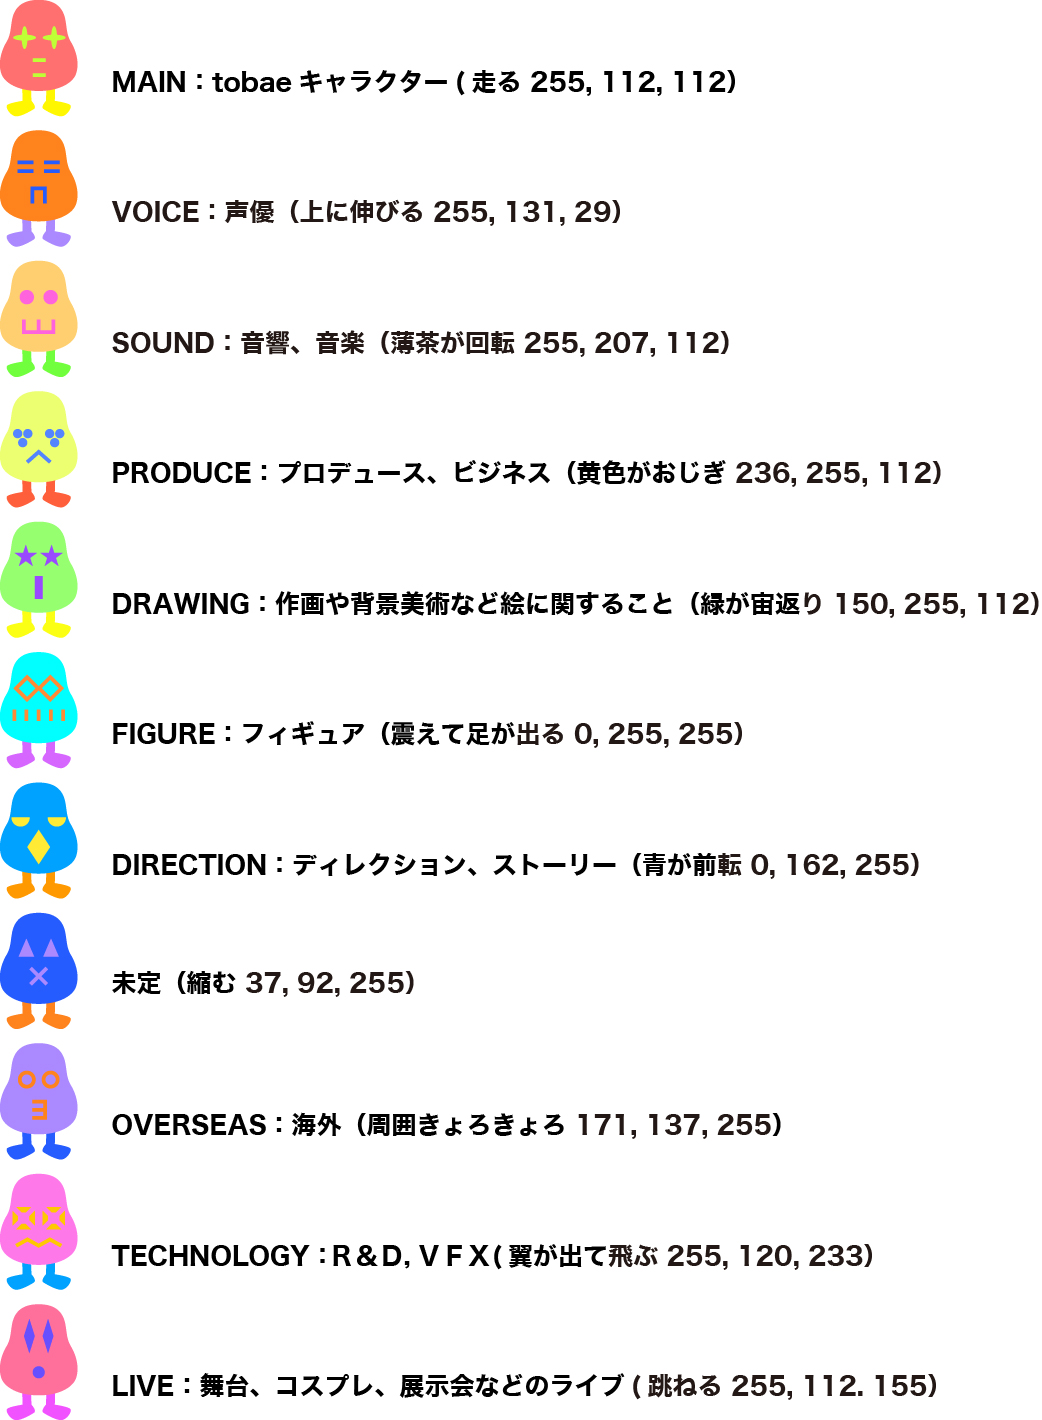 MAIN：tobaeキャラクター( 走る 255, 112, 112）
VOICE：声優（上に伸びる 255, 131, 29）
SOUND：音響、音楽（薄茶が回転 255, 207, 112）
PRODUCE：プロデュース、ビジネス（黄色がおじぎ 236, 255, 112）
DRAWING：作画や背景美術など絵に関すること（緑が宙返り 150, 255, 112）
FIGURE：フィギュア（震えて足が出る 0, 255, 255）
DIRECTION：ディレクション、ストーリー（青が前転 0, 162, 255）
未定（縮む 37, 92, 255）
OVERSEAS：海外（周囲きょろきょろ 171, 137, 255）
TECHNOLOGY：R＆D, ＶＦＸ( 翼が出て飛ぶ 255, 120, 233）
LIVE：舞台、コスプレ、展示会などのライブ ( 跳ねる 255, 112. 155）